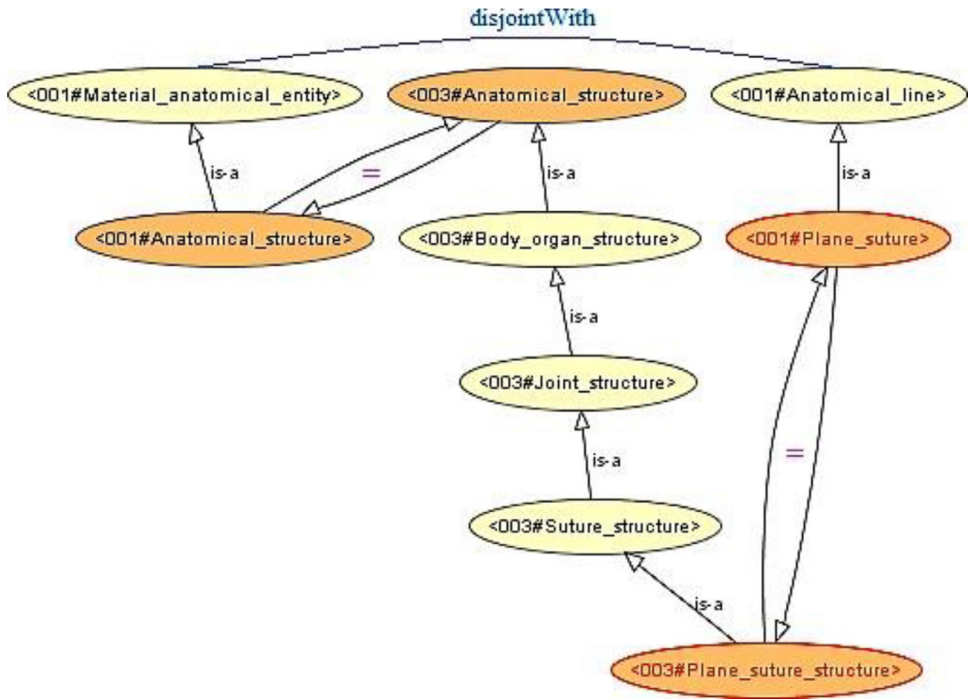 disjointWith
<001#Material_anatomical_entity>
<003#Anatomical_structure>
<001#Anatomical_line>
is-a
=
is-a
is-a
<001#Anatomical_structure>
<003#Body_organ_structure>
<001#Plane_suture>
is-a
<003#Joint_structure>
is-a
=
<003#Suture_structure>
is-a
<003#Plane_suture_structure>